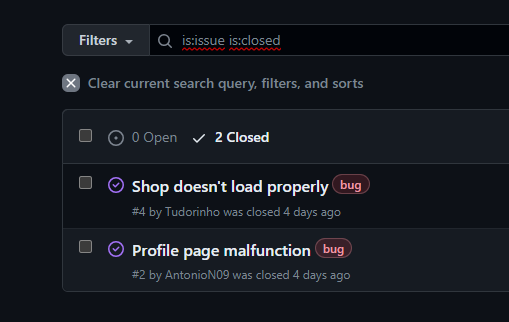 Filters is:issue is:closed
Clear current search query, filters, and sorts
0 Open 2 Closed
Shop doesn't load properly bug
#4 by Tudorinho was closed 4 days ago
Profile page malfunction bug
#2 by AntonioN09 was closed 4 days ago